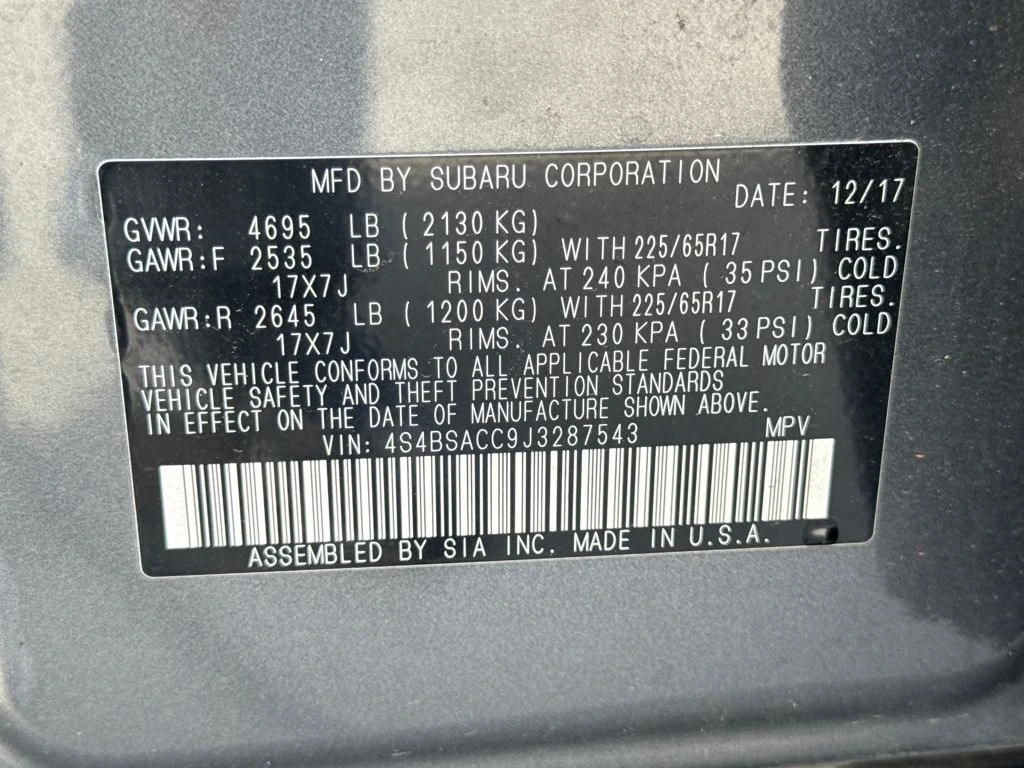 MFD BY SUBARU CORPORATION
DATE: 12/17
GVWR: 4695 LB ( 2130 KG)
GAWR:F 2535 LB ( 1150 KG) WITH 225/65R17 TIRES.
17X7J RIMS. AT 240 KPA ( 35 PSI) COLD
GAWR:R 2645 LB ( 1200 KG) WITH 225/65R17 TIRES.
17X7J RIMS. AT 230 KPA ( 33 PSI) COLD
THIS VEHICLE CONFORMS TO ALL APPLICABLE FEDERAL MOTOR
VEHICLE SAFETY AND THEFT PREVENTION STANDARDS
IN EFFECT ON THE DATE OF MANUFACTURE SHOWN ABOVE.
VIN: 4S4BSACC9J3287543 MPV
ASSEMBLED BY SIA INC. MADE IN U.S.A.